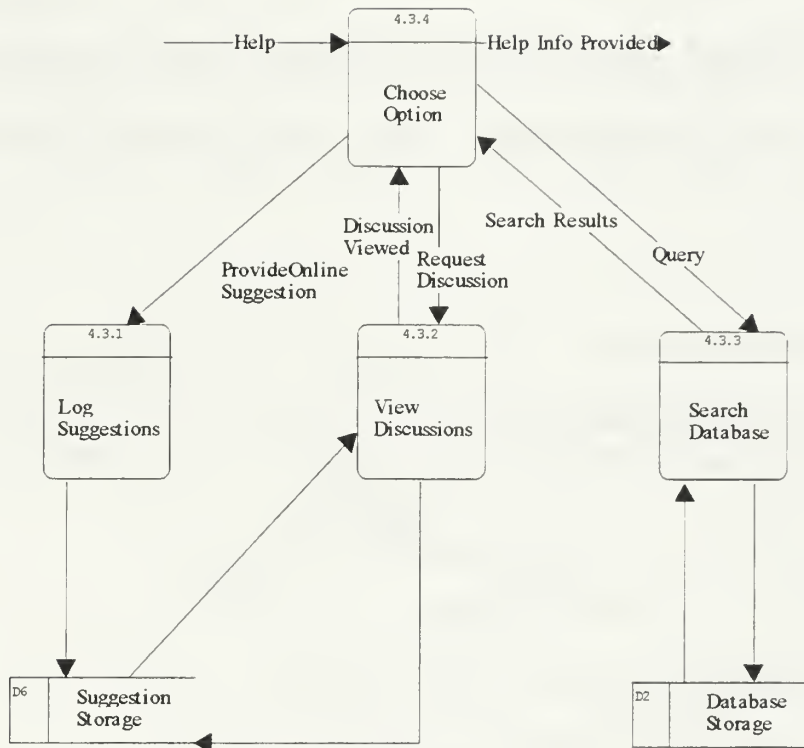 4.3.4
Help
Help Info Provided
Choose
Option
Discussion
Viewed
Search Results
Request
Discussion
Query
ProvideOnline
Suggestion
4.3.1
4.3.2
4.3.3
Log
Suggestions
View
Discussions
Search
Database
D6
Suggestion
Storage
D2
Database
Storage